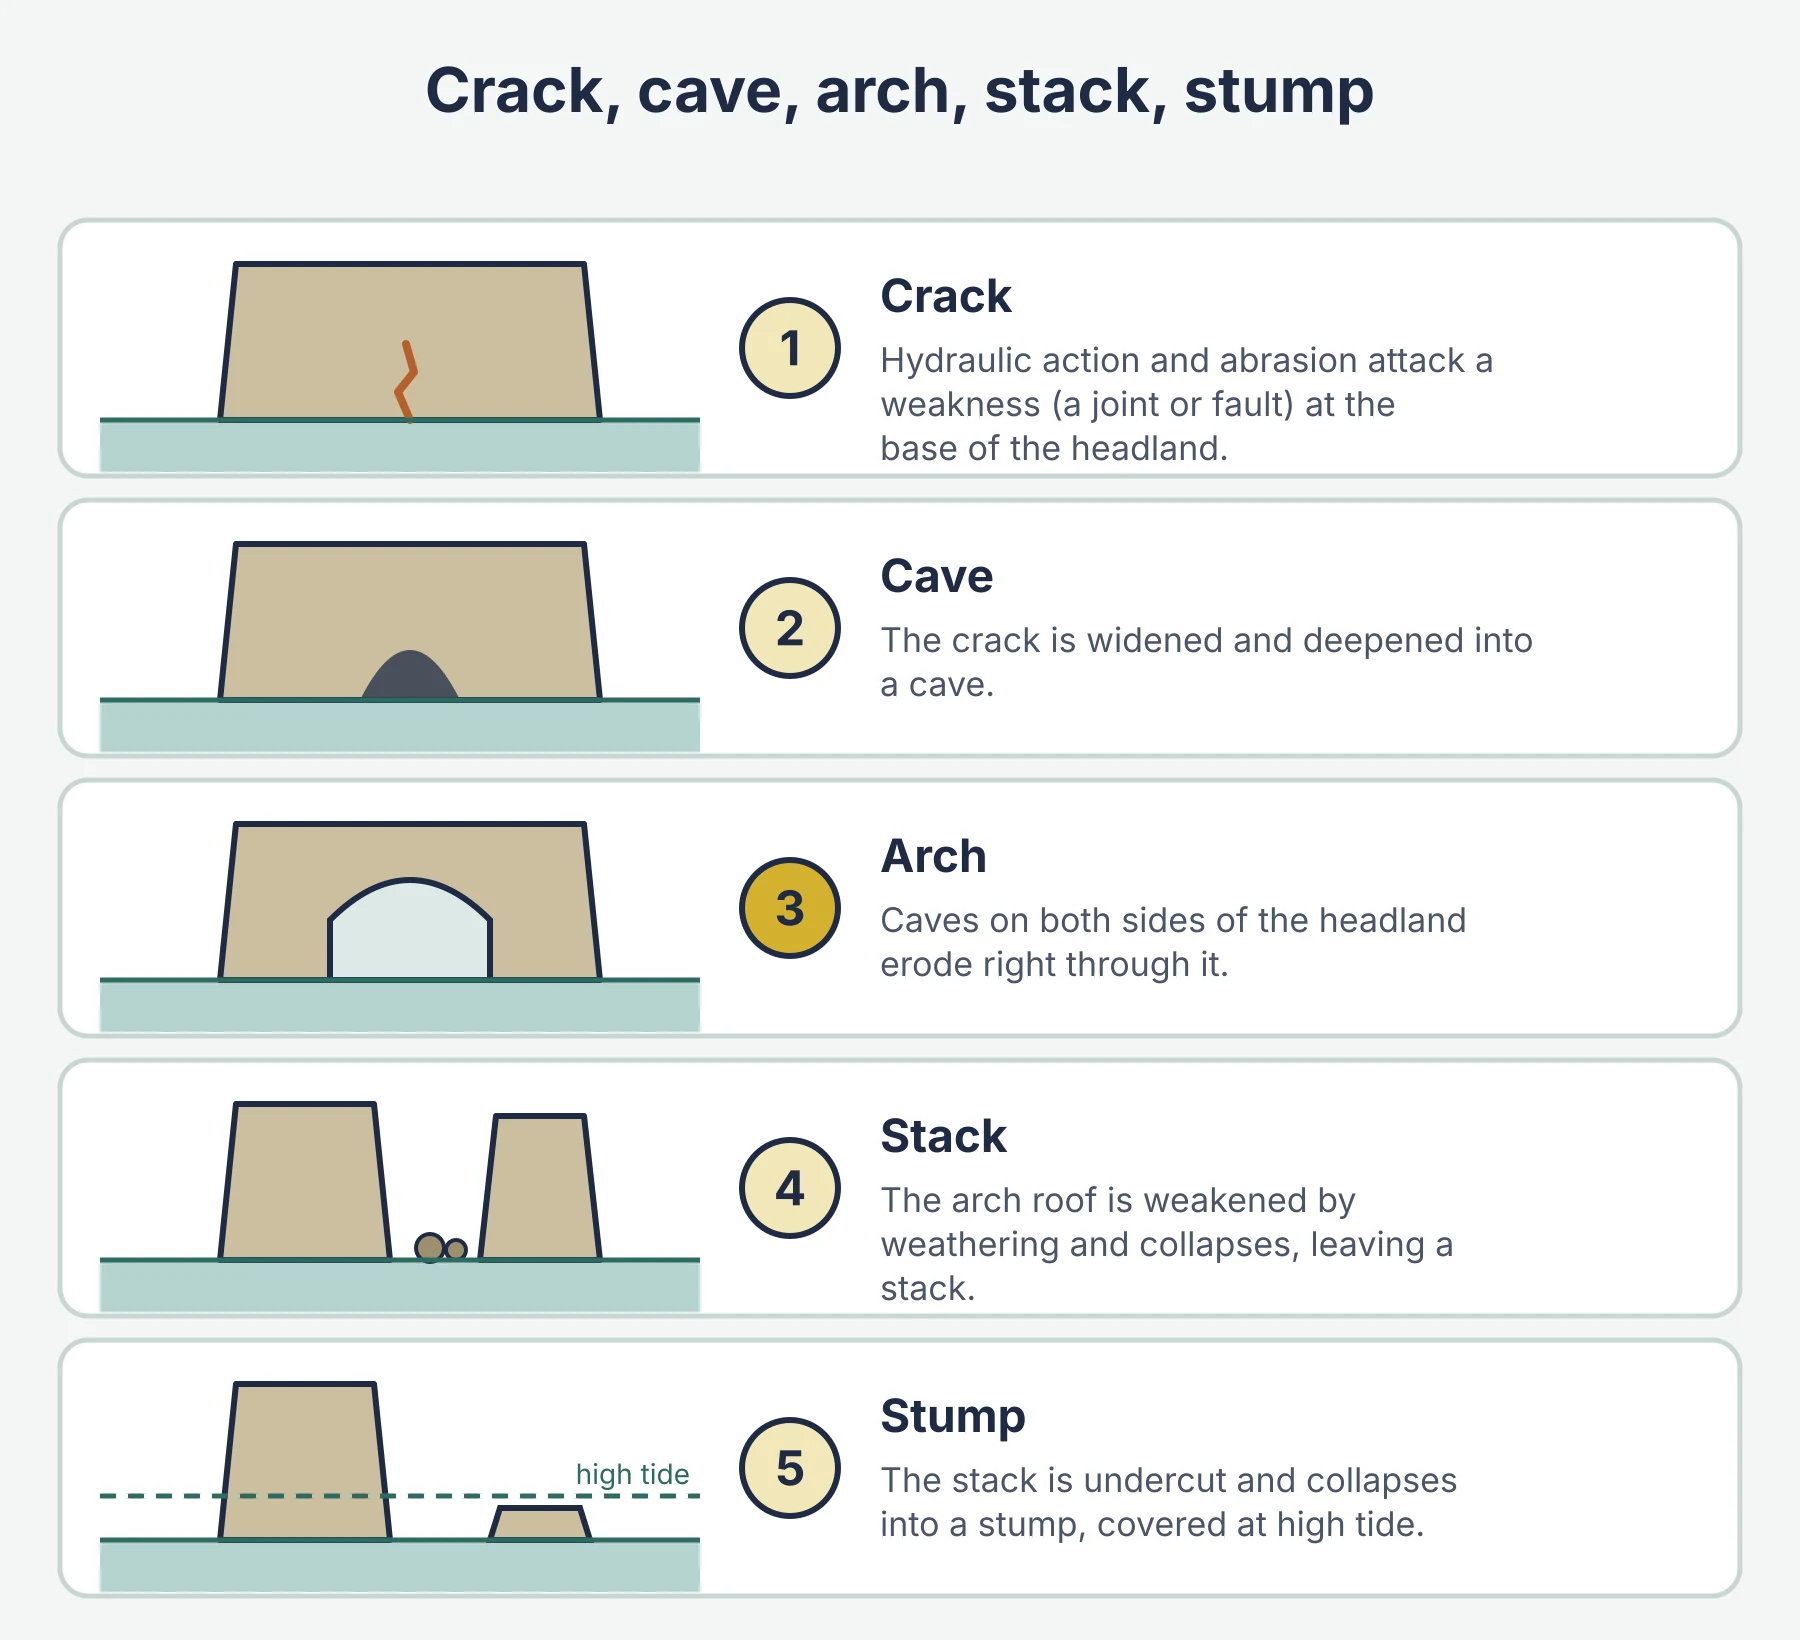 Crack, cave, arch, stack, stump
1
Crack
Hydraulic action and abrasion attack a
weakness (a joint or fault) at the
base of the headland.
2
Cave
The crack is widened and deepened into
a cave.
3
Arch
Caves on both sides of the headland
erode right through it.
4
Stack
The arch roof is weakened by
weathering and collapses, leaving a
stack.
high tide
5
Stump
The stack is undercut and collapses
into a stump, covered at high tide.